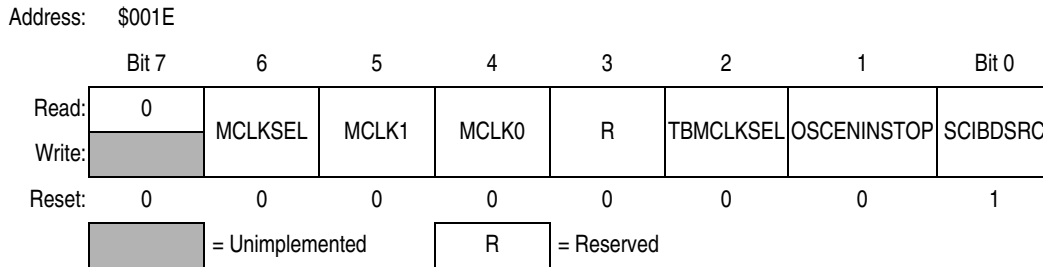 Address: $001E
Bit 7 6 5 4 3 2 1 Bit 0
Read: 0 MCLKSEL MCLK1 MCLK0 R TBMCLKSEL OSCENINSTOP SCIBDSRC
Write:
Reset: 0 0 0 0 0 0 0 1
= Unimplemented R = Reserved